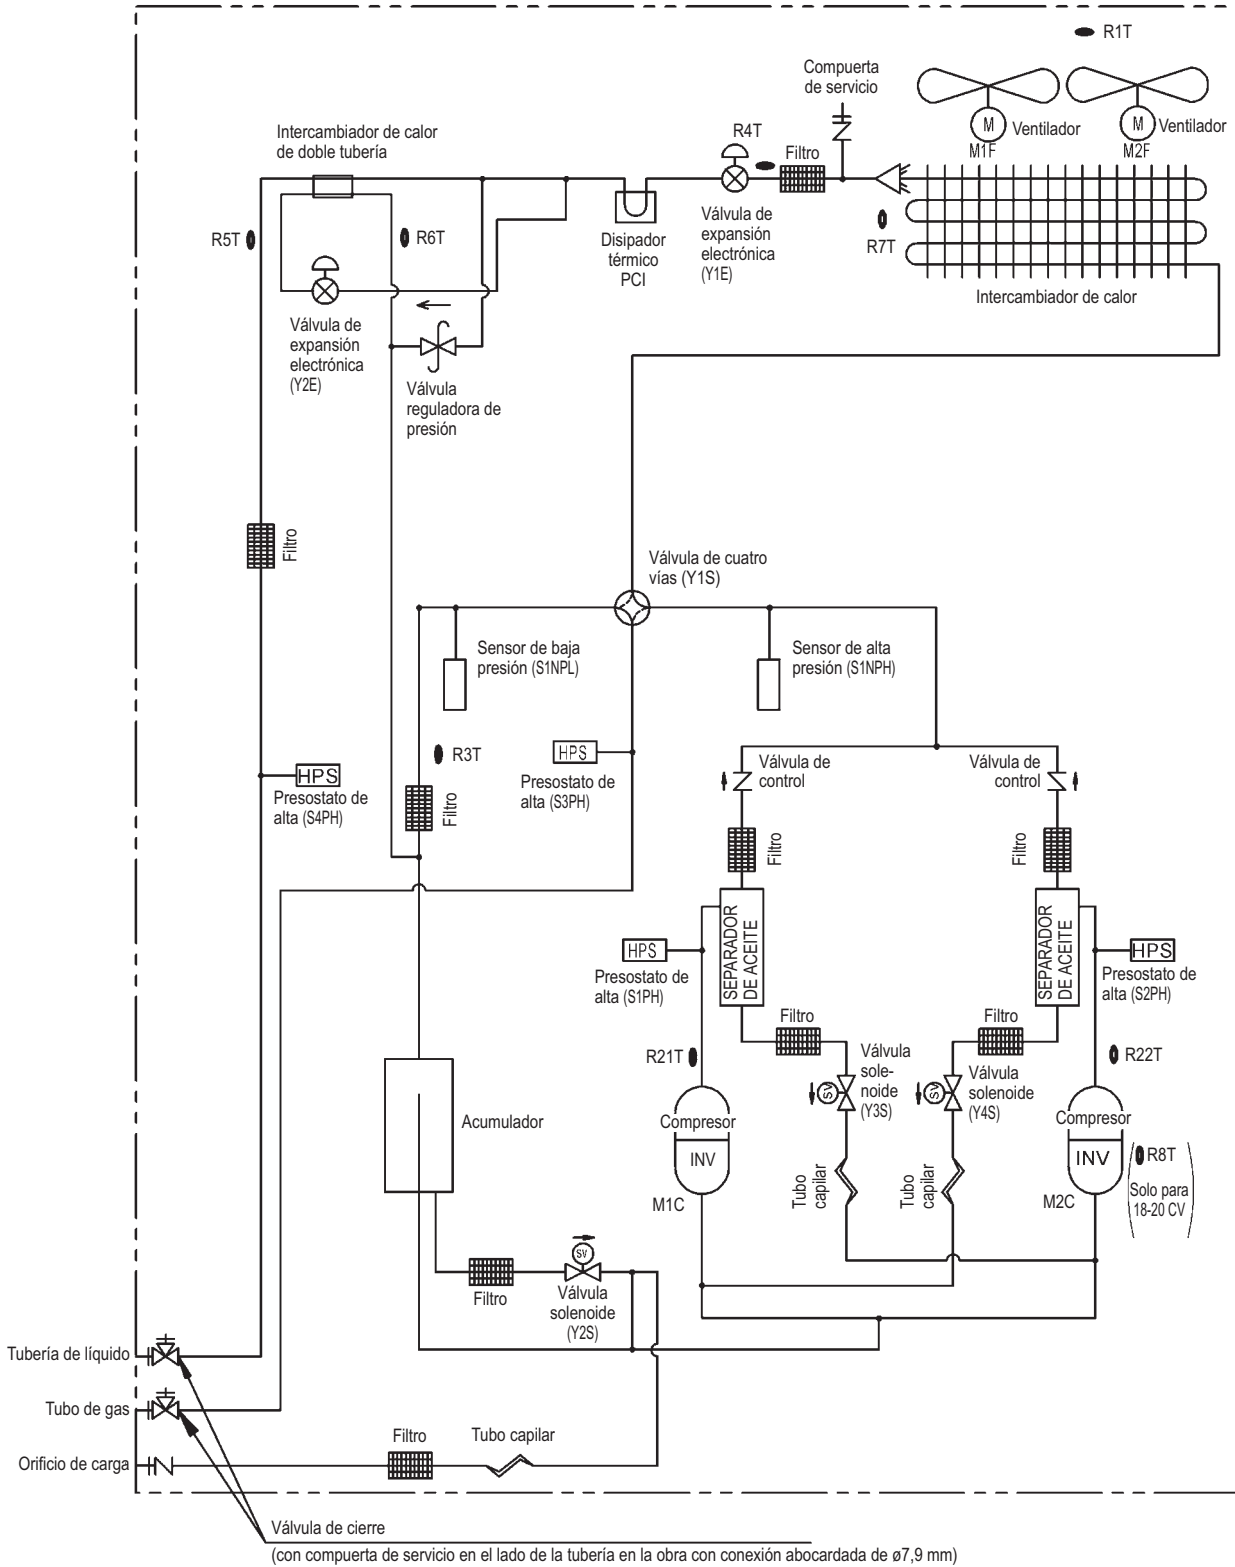 R1T
Compuerta
de servicio
M
Ventilador
M1F
M
Ventilador
M2F
Intercambiador de calor
de doble tubería
R4T
Filtro
R5T
R6T
Disipador
térmico
PCI
Válvula de
expansión
electrónica
(Y1E)
R7T
Intercambiador de calor
Válvula de
expansión
electrónica
(Y2E)
Válvula
reguladora de
presión
Filtro
Válvula de cuatro
vías (Y1S)
Sensor de baja
presión (S1NPL)
Sensor de alta
presión (S1NPH)
R3T
HPS
Presostato de
alta (S3PH)
HPS
Presostato de
alta (S4PH)
Filtro
Válvula de
control
Válvula de
control
Filtro
Filtro
SEPARADOR
DE ACEITE
SEPARADOR
DE ACEITE
HPS
Presostato de
alta (S1PH)
HPS
Presostato de
alta (S2PH)
Filtro
Filtro
R21T
R22T
Válvula
sole-
noide
(Y3S)
SV
Válvula
solenoide
(Y4S)
SV
Acumulador
Compresor
INV
M1C
Compresor
INV
M2C
R8T
Solo para
18-20 CV
Tubo
capilar
Tubo
capilar
SV
Filtro
Válvula
solenoide
(Y2S)
Tubería de líquido
Tubo de gas
Orificio de carga
Filtro
Tubo capilar
Válvula de cierre
(con compuerta de servicio en el lado de la tubería en la obra con conexión abocardada de ø7,9 mm)